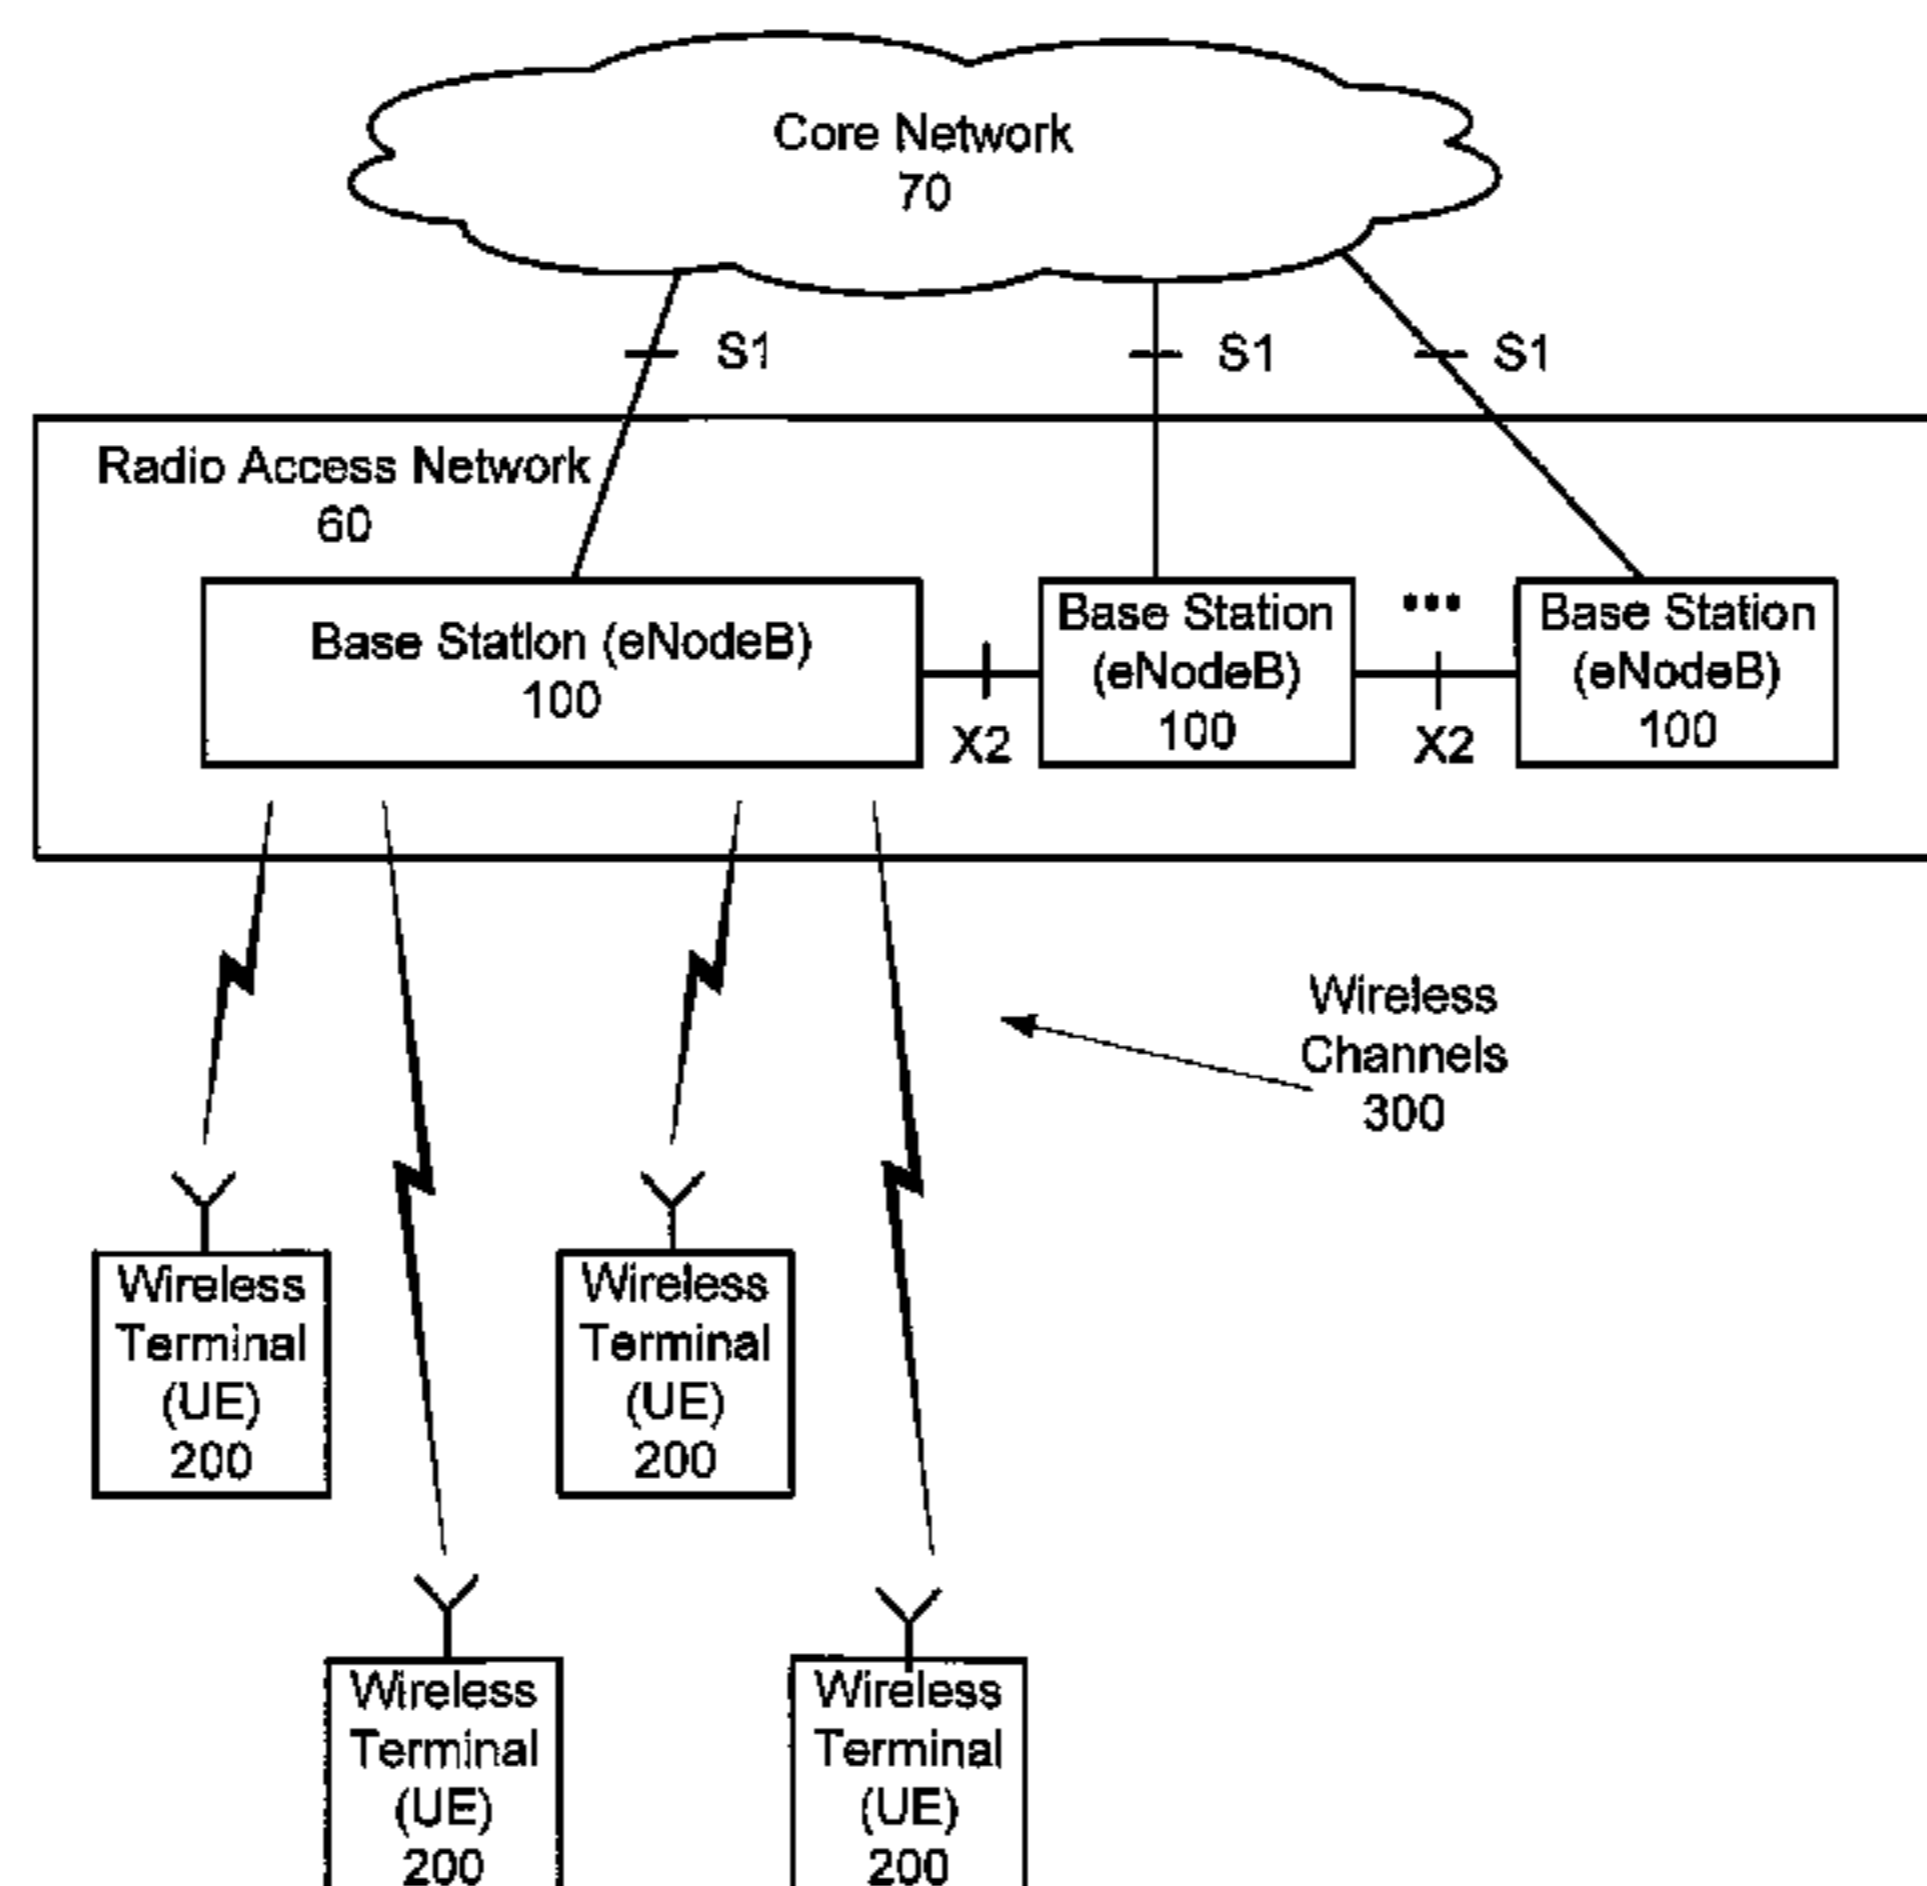 Core Network
70
S1
S1
S1
Radio Access Network
60
Base Station (eNodeB)
100
X2
Base Station
(eNodeB)
100
•••
X2
Base Station
(eNodeB)
100
Wireless
Channels
300
Wireless
Terminal
(UE)
200
Wireless
Terminal
(UE)
200
Wireless
Terminal
(UE)
200
Wireless
Terminal
(UE)
200